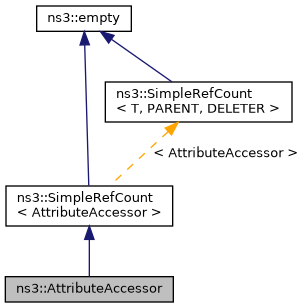 ns3::empty
ns3::SimpleRefCount
< T, PARENT, DELETER >
< AttributeAccessor >
ns3::SimpleRefCount
< AttributeAccessor >
ns3::AttributeAccessor